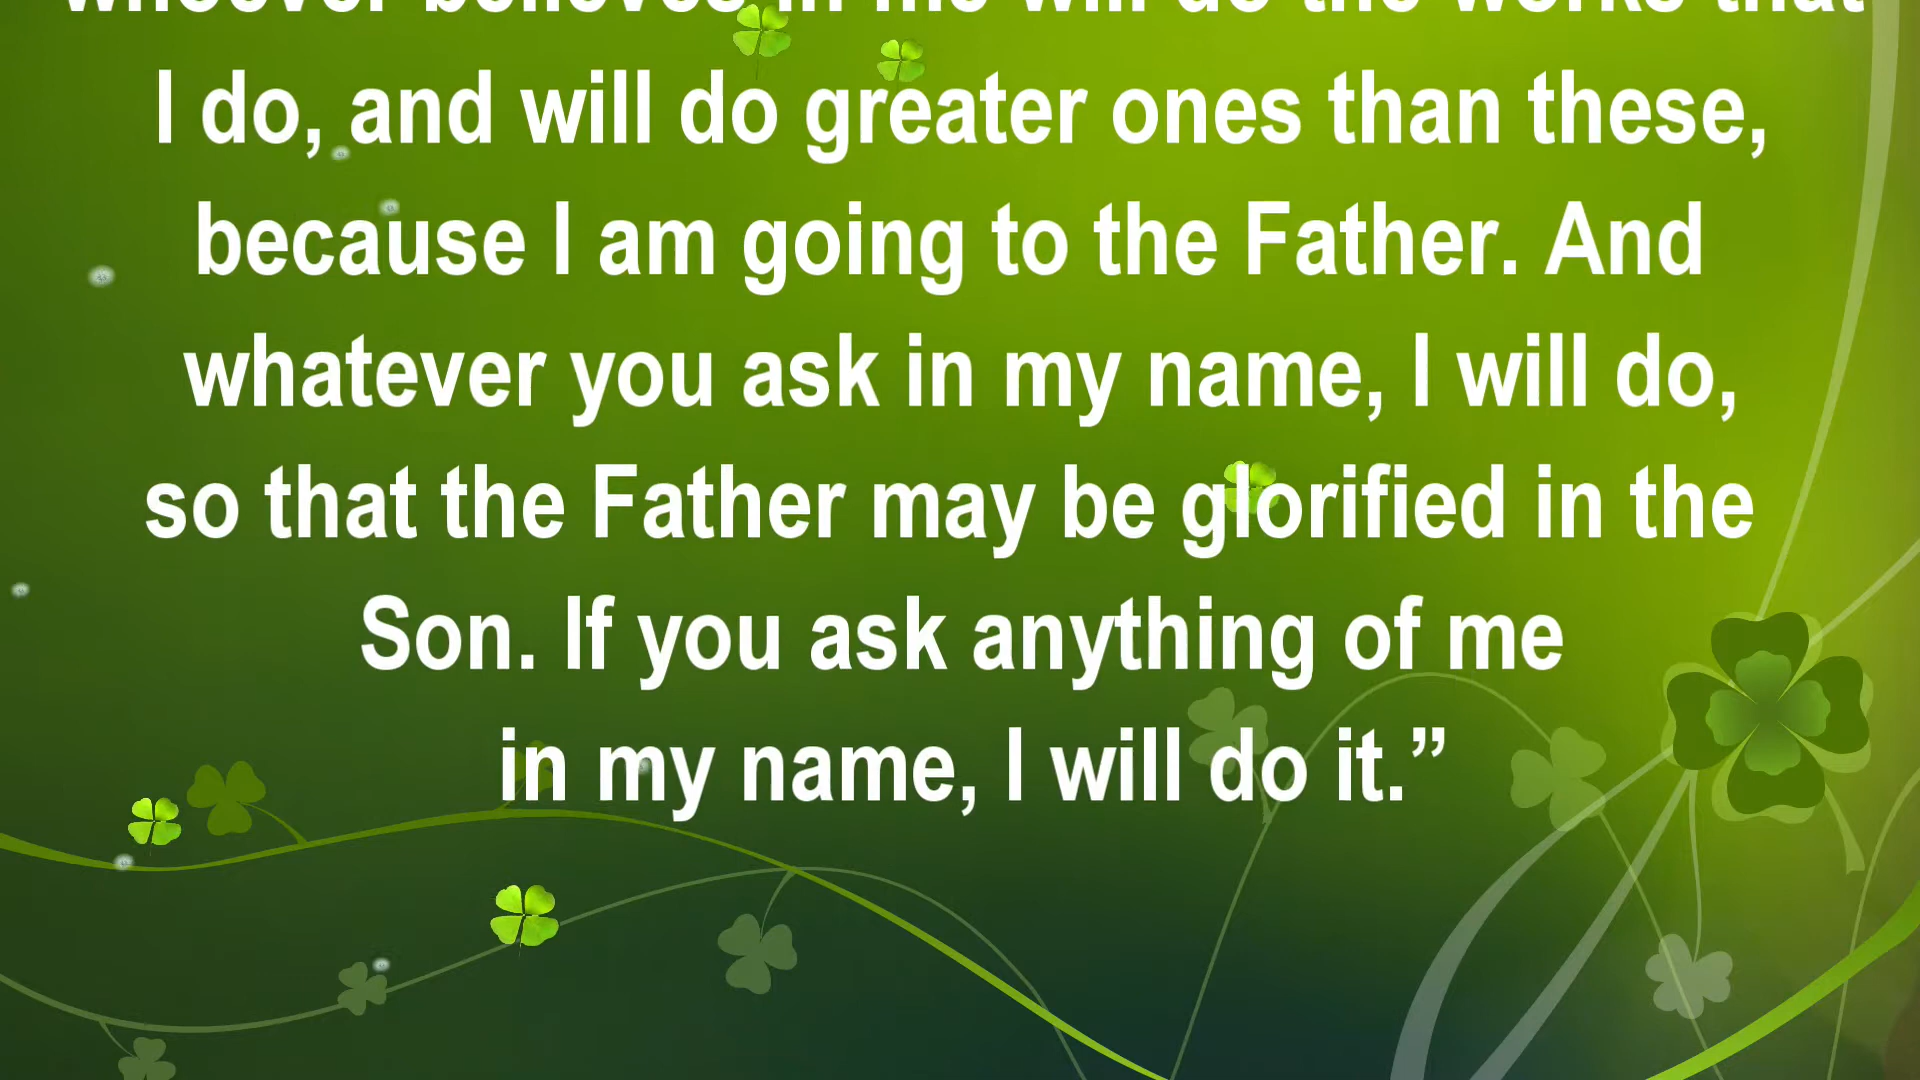 whoever believes in me will do the works that
I do, and will do greater ones than these,
because I am going to the Father. And
whatever you ask in my name, I will do,
so that the Father may be glorified in the
Son. If you ask anything of me
in my name, I will do it.”